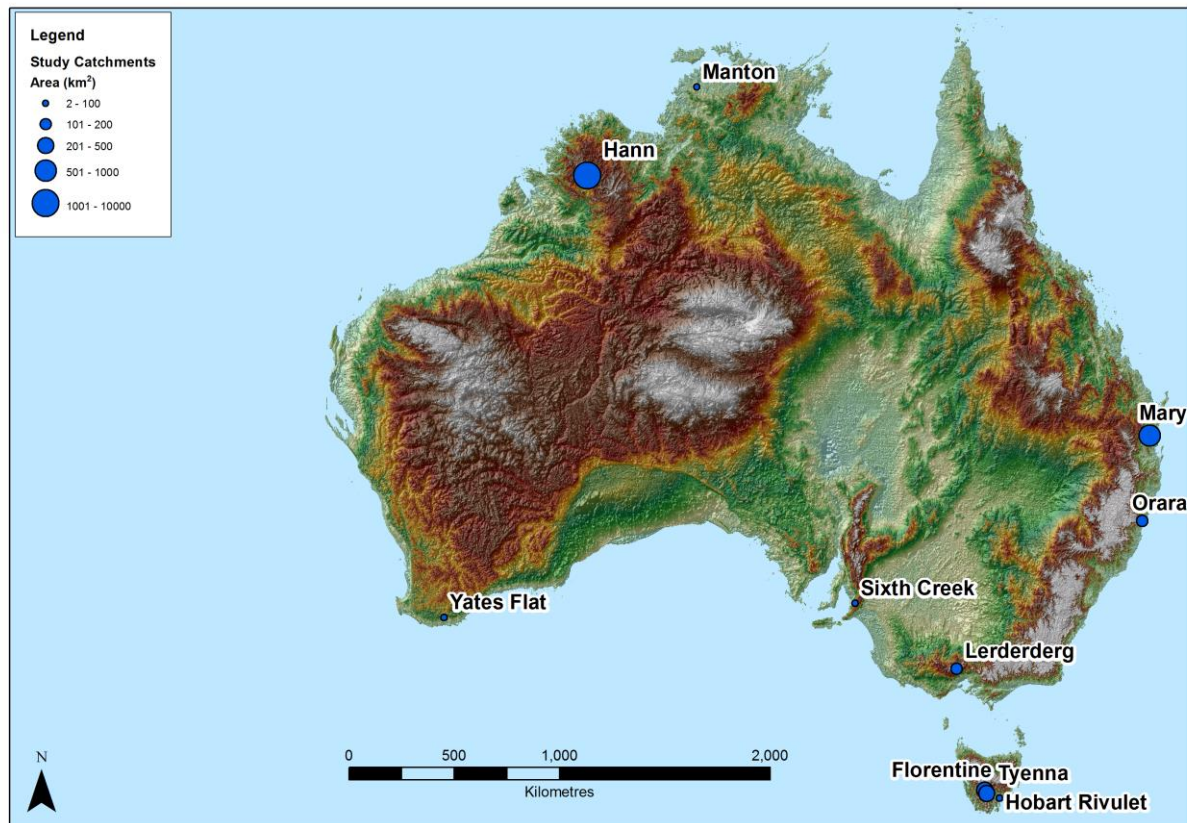 Legend
Study Catchments
Area (km²)
2 - 100
101 - 200
201 - 500
501 - 1000
1001 - 10000
Manton
Hann
Mary
Orara
Sixth Creek
Yates Flat
Lerderderg
N
0 500 1,000 2,000
Kilometres
Florentine Tyenna
Hobart Rivulet